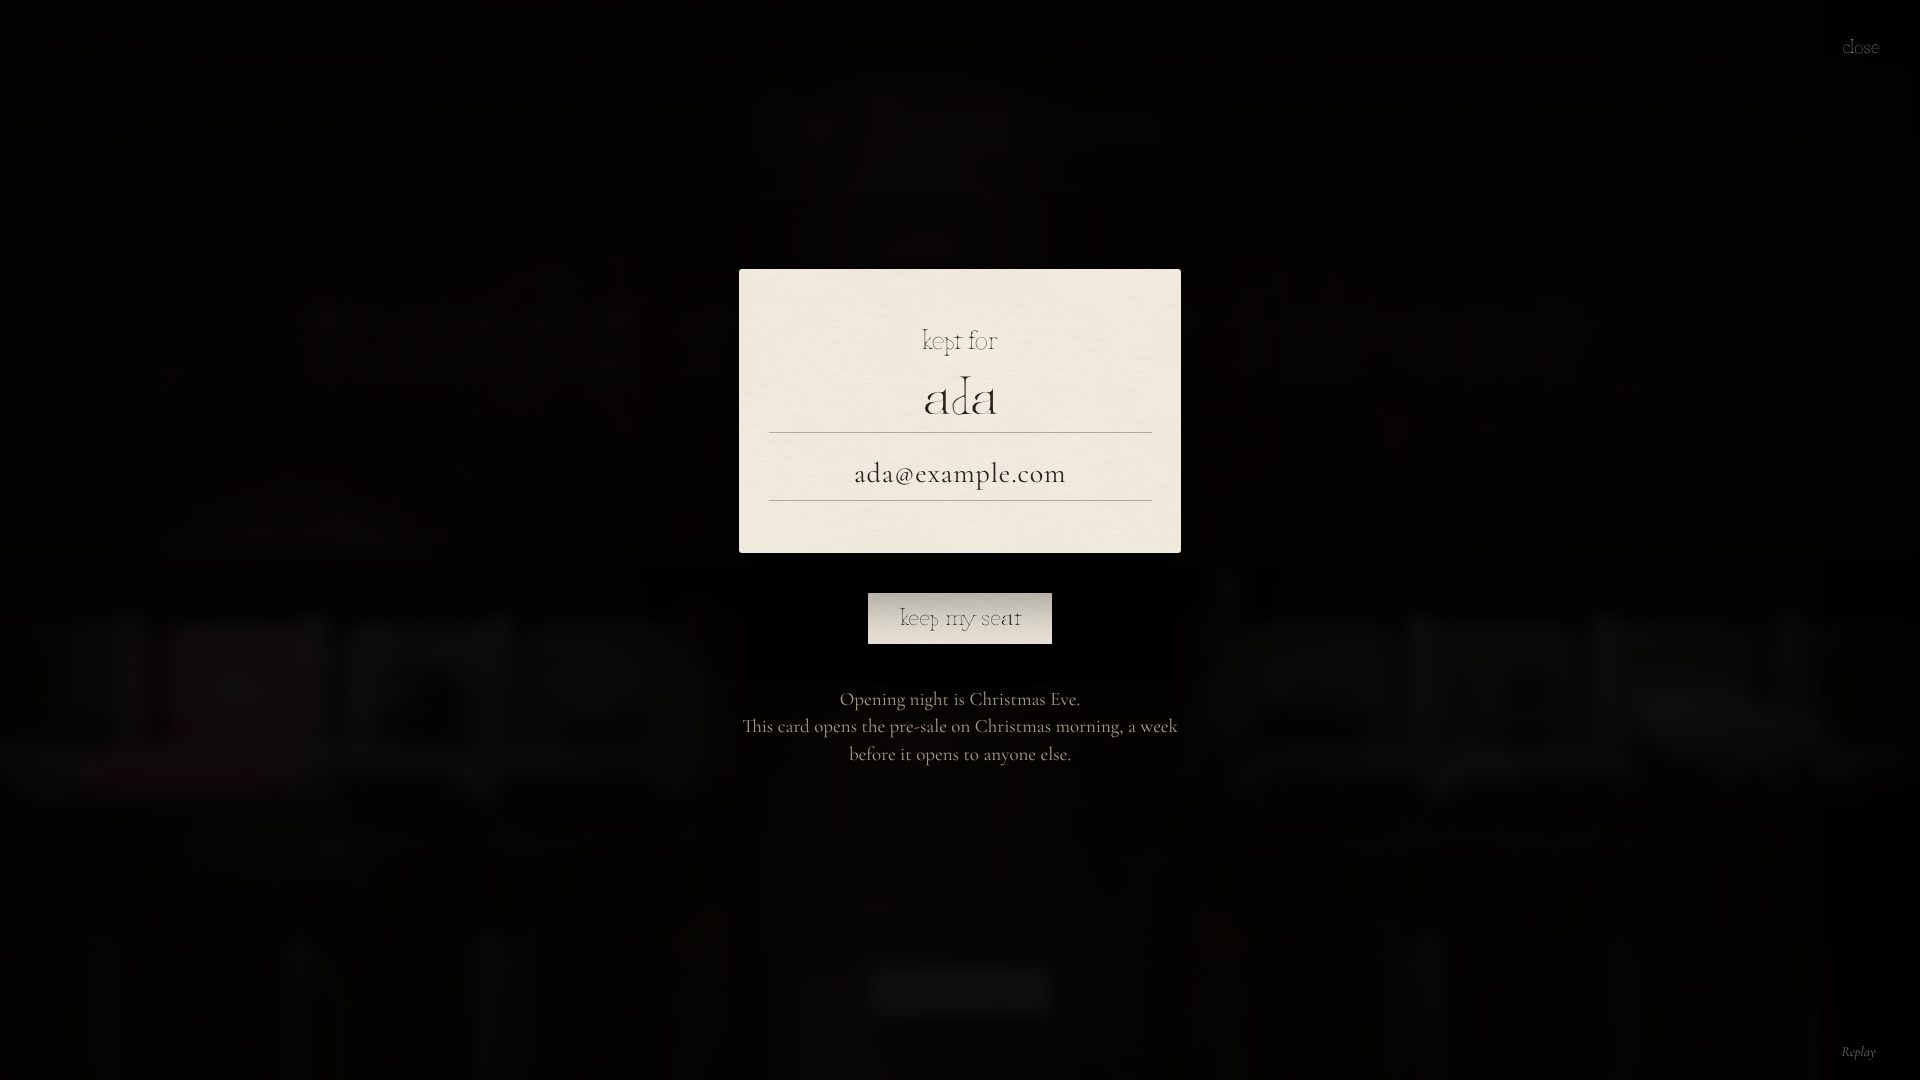 close
kept for
ada
ada@example.com
keep my seat
Opening night is Christmas Eve.
This card opens the pre-sale on Christmas morning, a week
before it opens to anyone else.
Replay